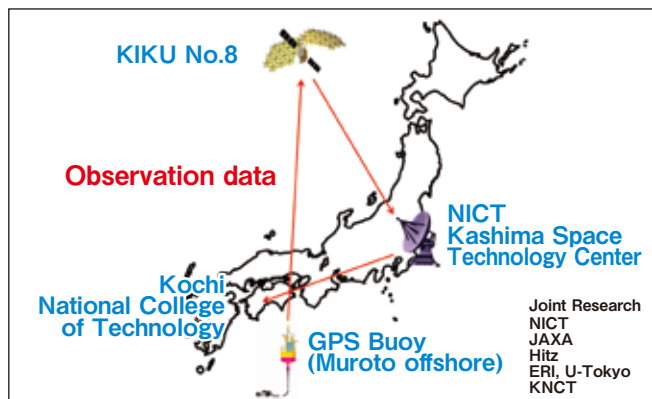 KIKU No.8
Observation data
NICT
Kashima Space
Technology Center
Kochi
National College
of Technology
GPS Buoy
(Muroto offshore)
Joint Research
NICT
JAXA
Hitz
ERI, U-Tokyo
KNCT